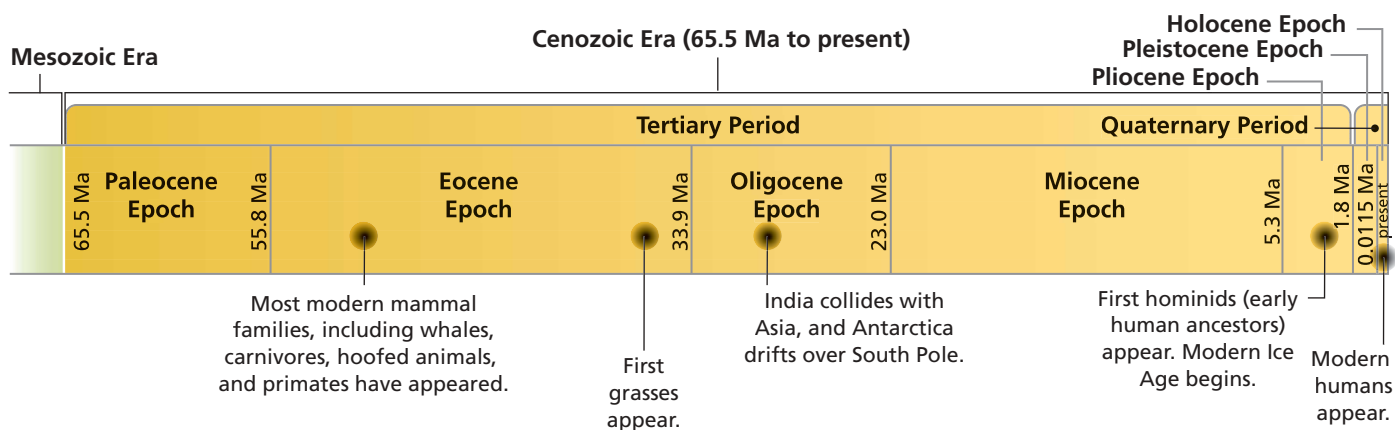 Holocene Epoch
Cenozoic Era (65.5 Ma to present)
Pleistocene Epoch
Mesozoic Era
Pliocene Epoch
Tertiary Period
Quaternary Period
65.5 Ma
Paleocene
Epoch
55.8 Ma
Eocene
Epoch
33.9 Ma
Oligocene
Epoch
23.0 Ma
Miocene
Epoch
5.3 Ma
1.8 Ma
0.0115 Ma
present
Most modern mammal
families, including whales,
carnivores, hoofed animals,
and primates have appeared.
First
grasses
appear.
India collides with
Asia, and Antarctica
drifts over South Pole.
First hominids (early
human ancestors)
appear. Modern Ice
Age begins.
Modern
humans
appear.